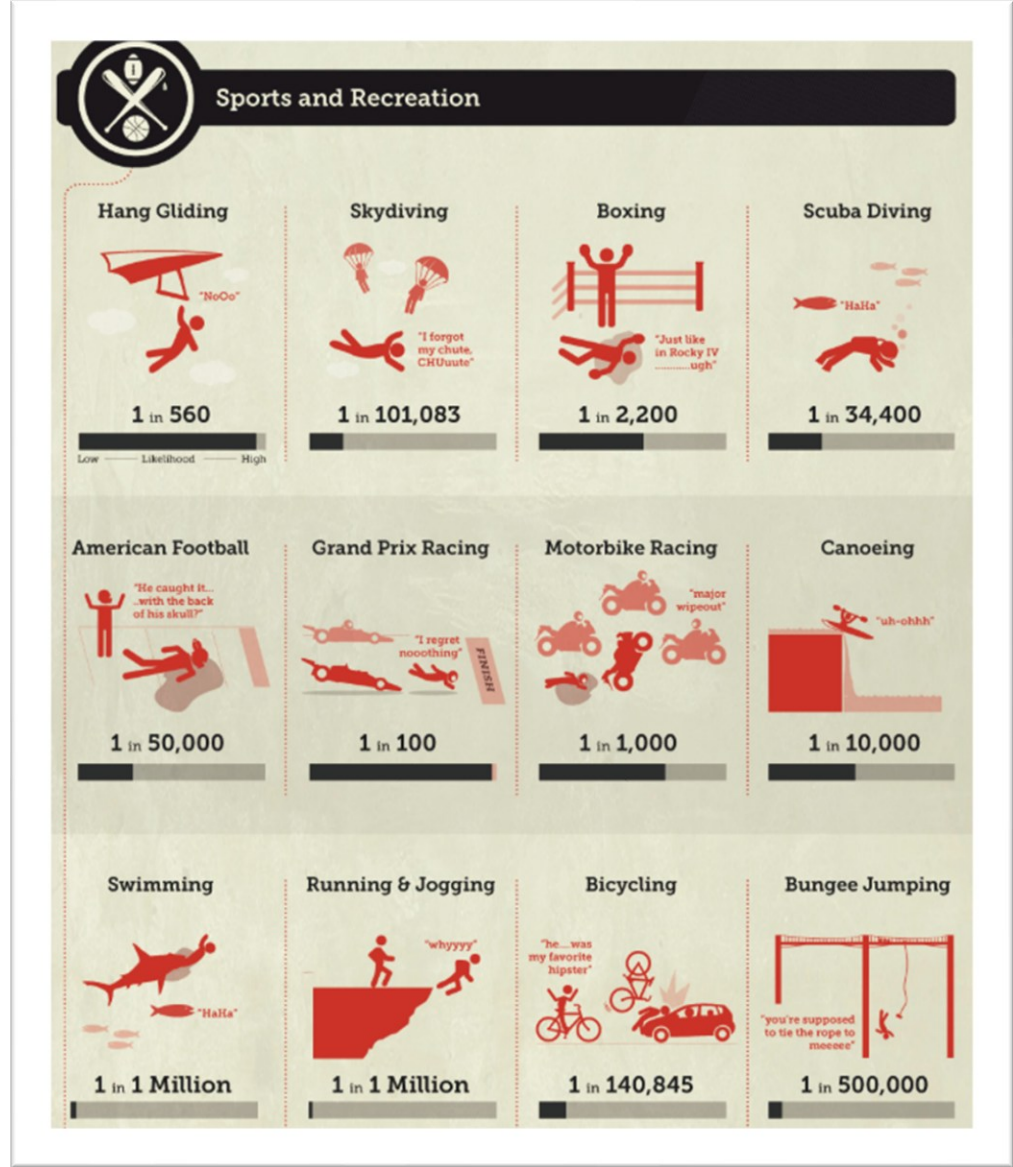 Sports and Recreation
Hang Gliding
"NoOo"
1 in 560
Low Likelihood High
Skydiving
"I forgot
my chute,
CHUuute"
1 in 101,083
Boxing
"Just like
in Rocky IV
............ugh"
1 in 2,200
Scuba Diving
"HaHa"
1 in 34,400
American Football
"He caught it...
...with the back
of his skull?"
1 in 50,000
Grand Prix Racing
"I regret
nooothing"
FINISH
1 in 100
Motorbike Racing
"major
wipeout"
1 in 1,000
Canoeing
"uh-ohhh"
1 in 10,000
Swimming
"HaHa"
1 in 1 Million
Running & Jogging
"whyyyy"
1 in 1 Million
Bicycling
"he....was
my favorite
hipster"
1 in 140,845
Bungee Jumping
"you're supposed
to tie the rope to
meeeee"
1 in 500,000